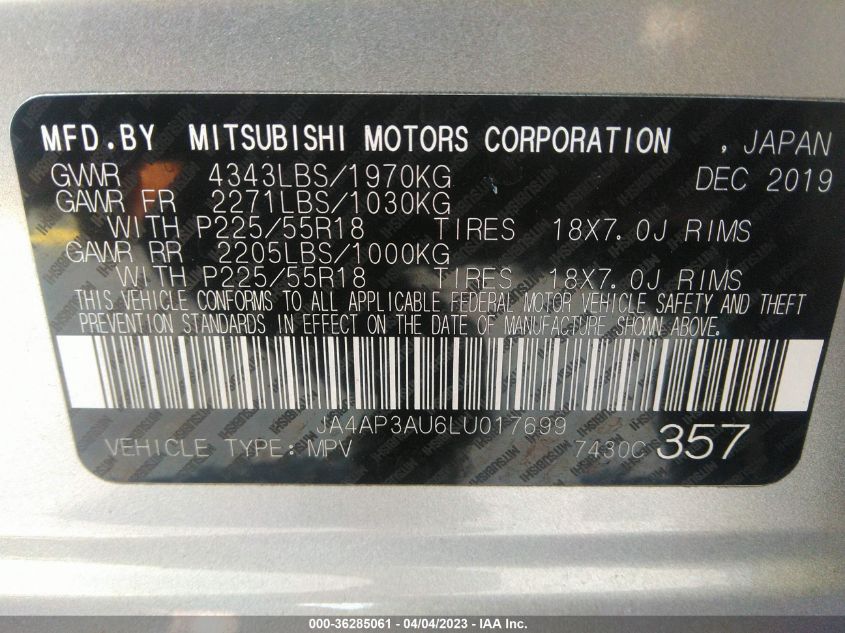 MFD.BY MITSUBISHI MOTORS CORPORATION , JAPAN
GVWR 4343LBS/1970KG DEC 2019
GAWR FR 2271LBS/1030KG
WITH P225/55R18 TIRES 18X7.0J RIMS
GAWR RR 2205LBS/1000KG
WITH P225/55R18 TIRES 18X7.0J RIMS
THIS VEHICLE CONFORMS TO ALL APPLICABLE FEDERAL MOTOR VEHICLE SAFETY AND THEFT
PREVENTION STANDARDS IN EFFECT ON THE DATE OF MANUFACTURE SHOWN ABOVE.
JA4AP3AU6LU017699
VEHICLE TYPE: MPV 7430C 357
000-36285061 - 04/04/2023 - IAA Inc.